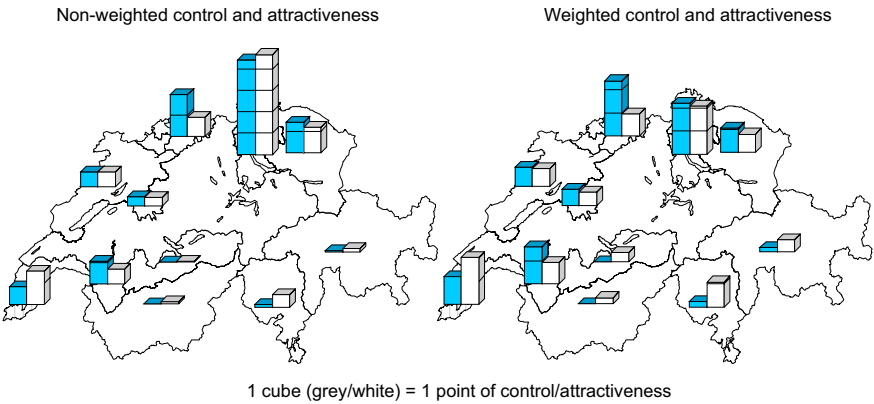 Non-weighted control and attractiveness
Weighted control and attractiveness
1 cube (grey/white) = 1 point of control/attractiveness